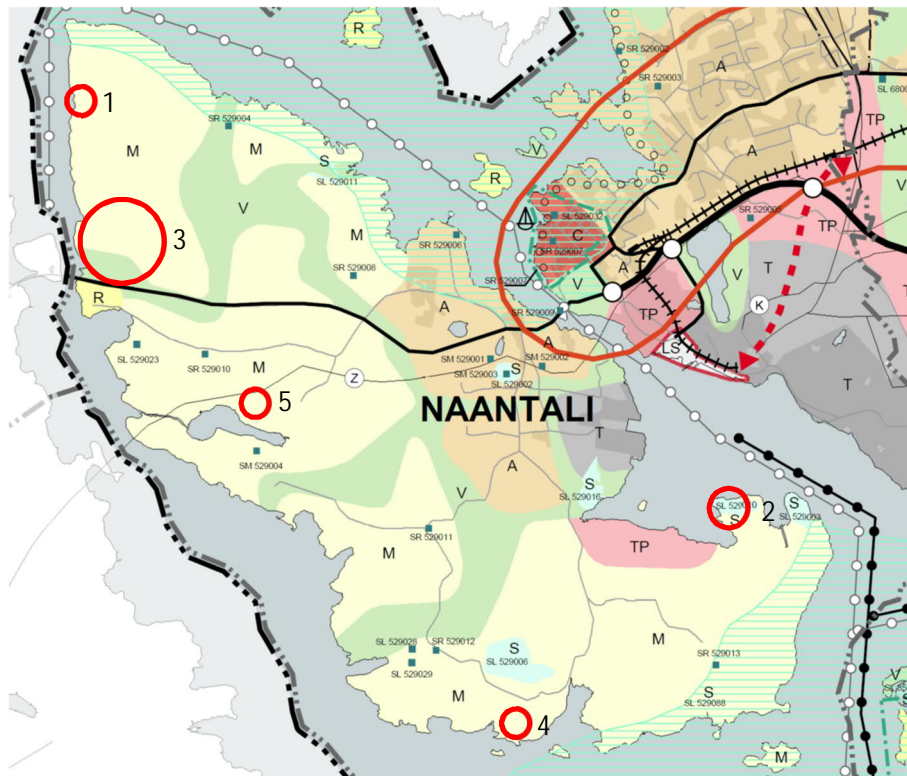 R
SR 529002
A
SR 529003
SL 6800
1
TP
SR 529004
M
M
S
SL 529011
V
R
A
V
SL 529032
C
SR 529007
SR 529005
TP
V
3
M
SR 529006
A
V
T
SR 529008
SR 529007
V
TP
K
R
A
SR 529009
LS
SL 529023
SR 529010
M
SM 529001
SM 529003
A
SM 529002
S
SL 529002
T
Z
5
NAANTALI
T
SM 529004
A
S
SL 529016
V
SL 529010
S
2
S
SL 529003
M
SR 529011
TP
SL 529028
SR 529012
S
SL 529006
M
SR 529013
SL 529029
M
S
SL 529088
V
4
M